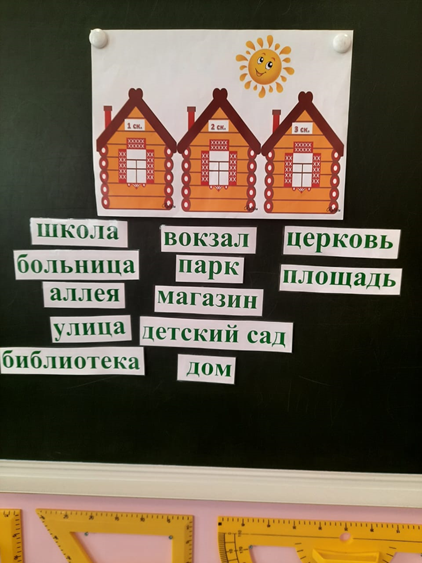 1 ск. 2 ск. 3 ск.
школа вокзал церковь
больница парк площадь
аллея магазин
улица детский сад
библиотека дом